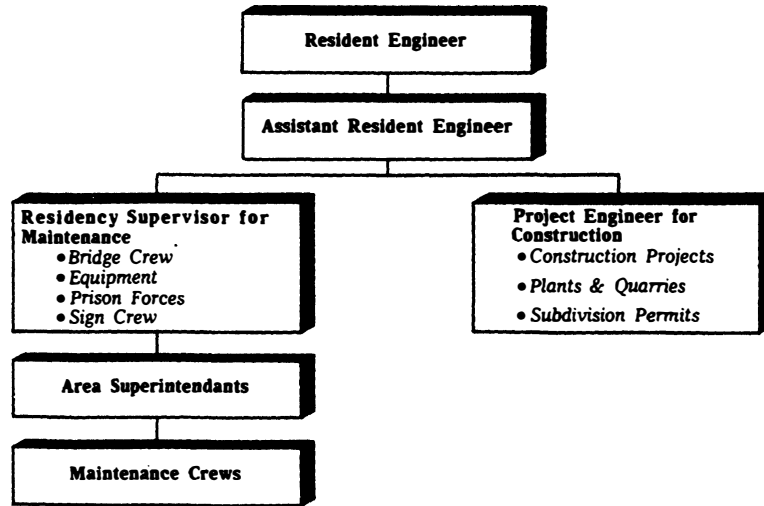 Resident Engineer
Assistant Resident Engineer
Residency Supervisor for
Maintenance
• Bridge Crew
• Equipment
• Prison Forces
• Sign Crew
Project Engineer for
Construction
• Construction Projects
• Plants & Quarries
• Subdivision Permits
Area Superintendants
Maintenance Crews